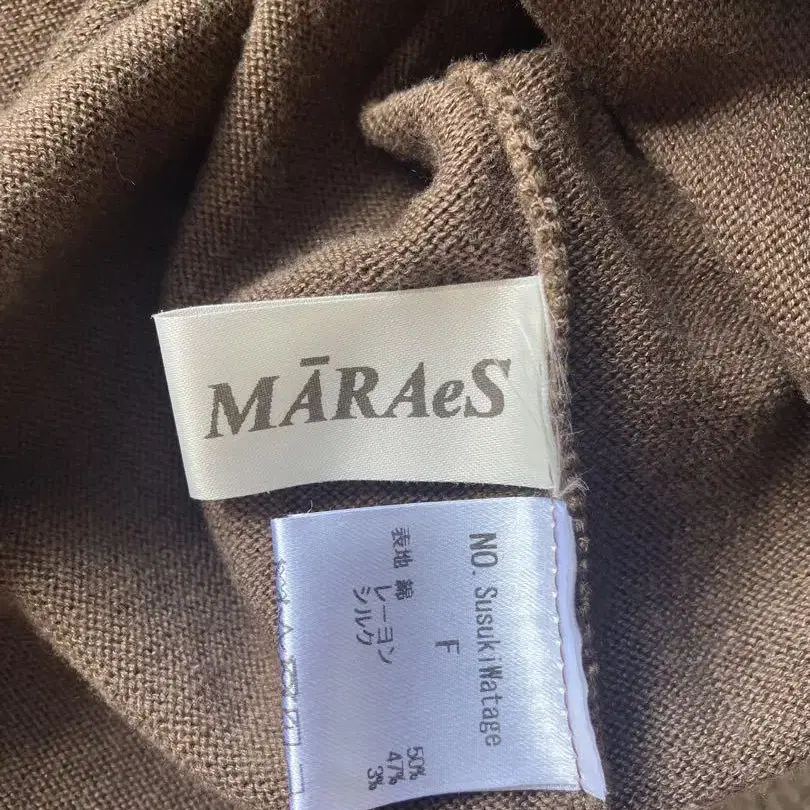 MĀRAeS
NO. SusukiWatage
F
表地 綿 50%
レーヨン 47%
シルク 3%